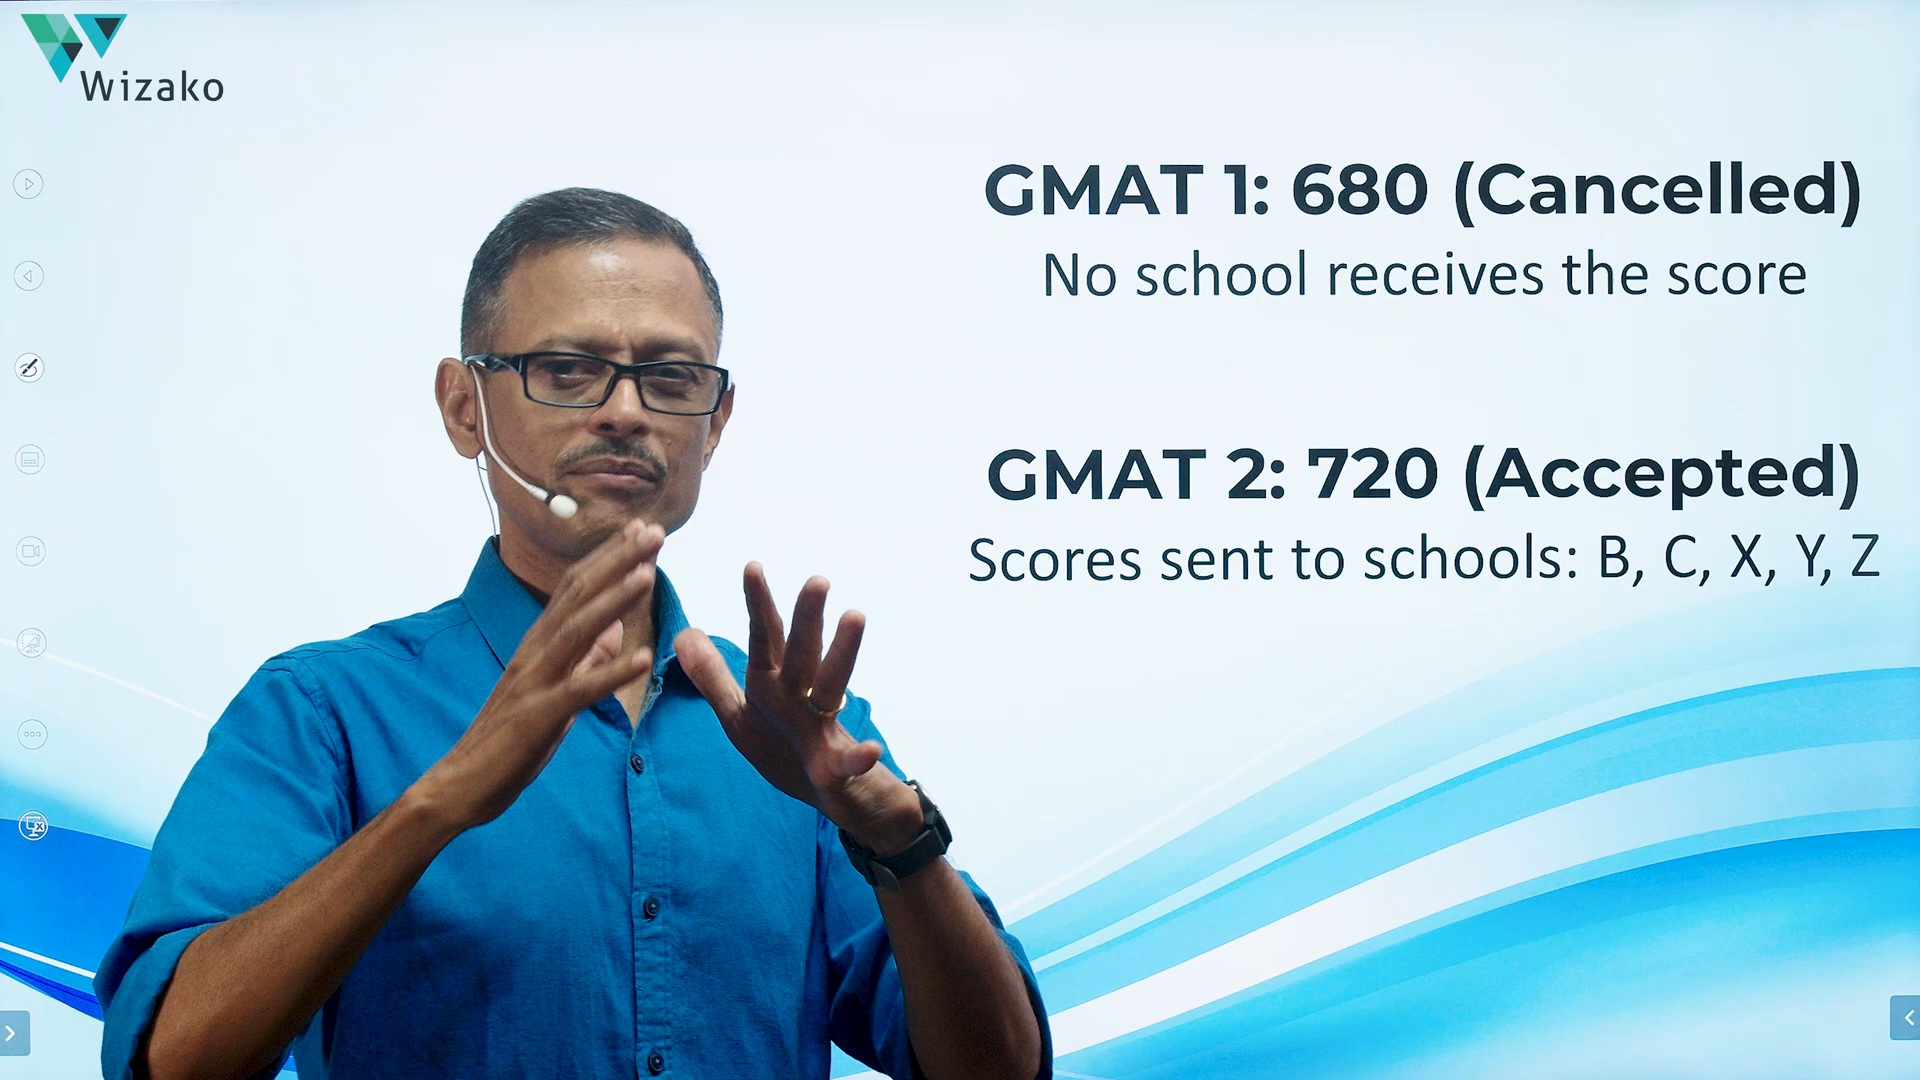 Wizako
GMAT 1: 680 (Cancelled)
No school receives the score
GMAT 2: 720 (Accepted)
Scores sent to schools: B, C, X, Y, Z